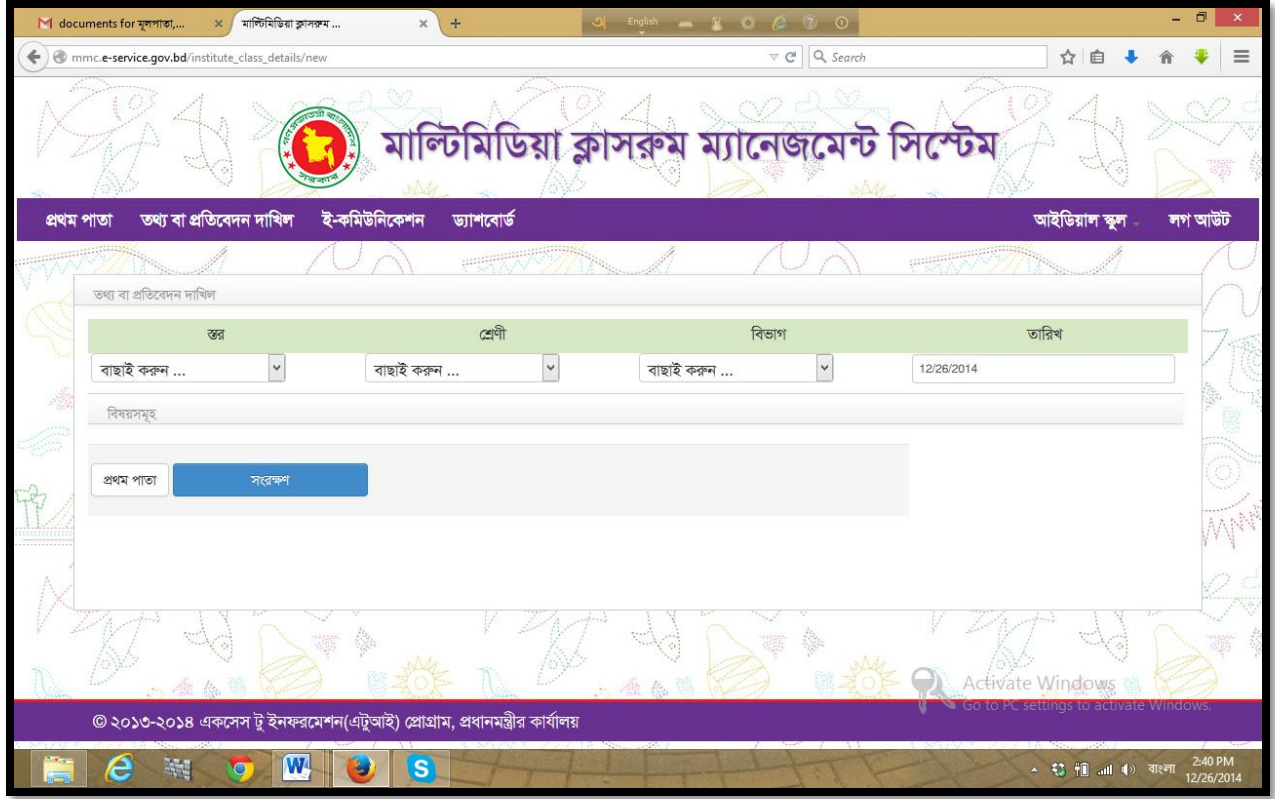 documents for মূলপাতা,...
মাল্টিমিডিয়া ক্লাসরুম ...
English
mmc.e-service.gov.bd/institute_class_details/new
Search
মাল্টিমিডিয়া ক্লাসরুম ম্যানেজমেন্ট সিস্টেম
প্রথম পাতা তথ্য বা প্রতিবেদন দাখিল ই-কমিউনিকেশন ড্যাশবোর্ড আইডিয়াল স্কুল লগ আউট
তথ্য বা প্রতিবেদন দাখিল
স্তর শ্রেণী বিভাগ তারিখ
বাছাই করুন ... বাছাই করুন ... বাছাই করুন ... 12/26/2014
বিষয়সমূহ
প্রথম পাতা সংরক্ষণ
Activate Windows
Go to PC settings to activate Windows.
© ২০১৩-২০১৪ একসেস টু ইনফরমেশন(এটুআই) প্রোগ্রাম, প্রধানমন্ত্রীর কার্যালয়
বাংলা 2:40 PM
12/26/2014